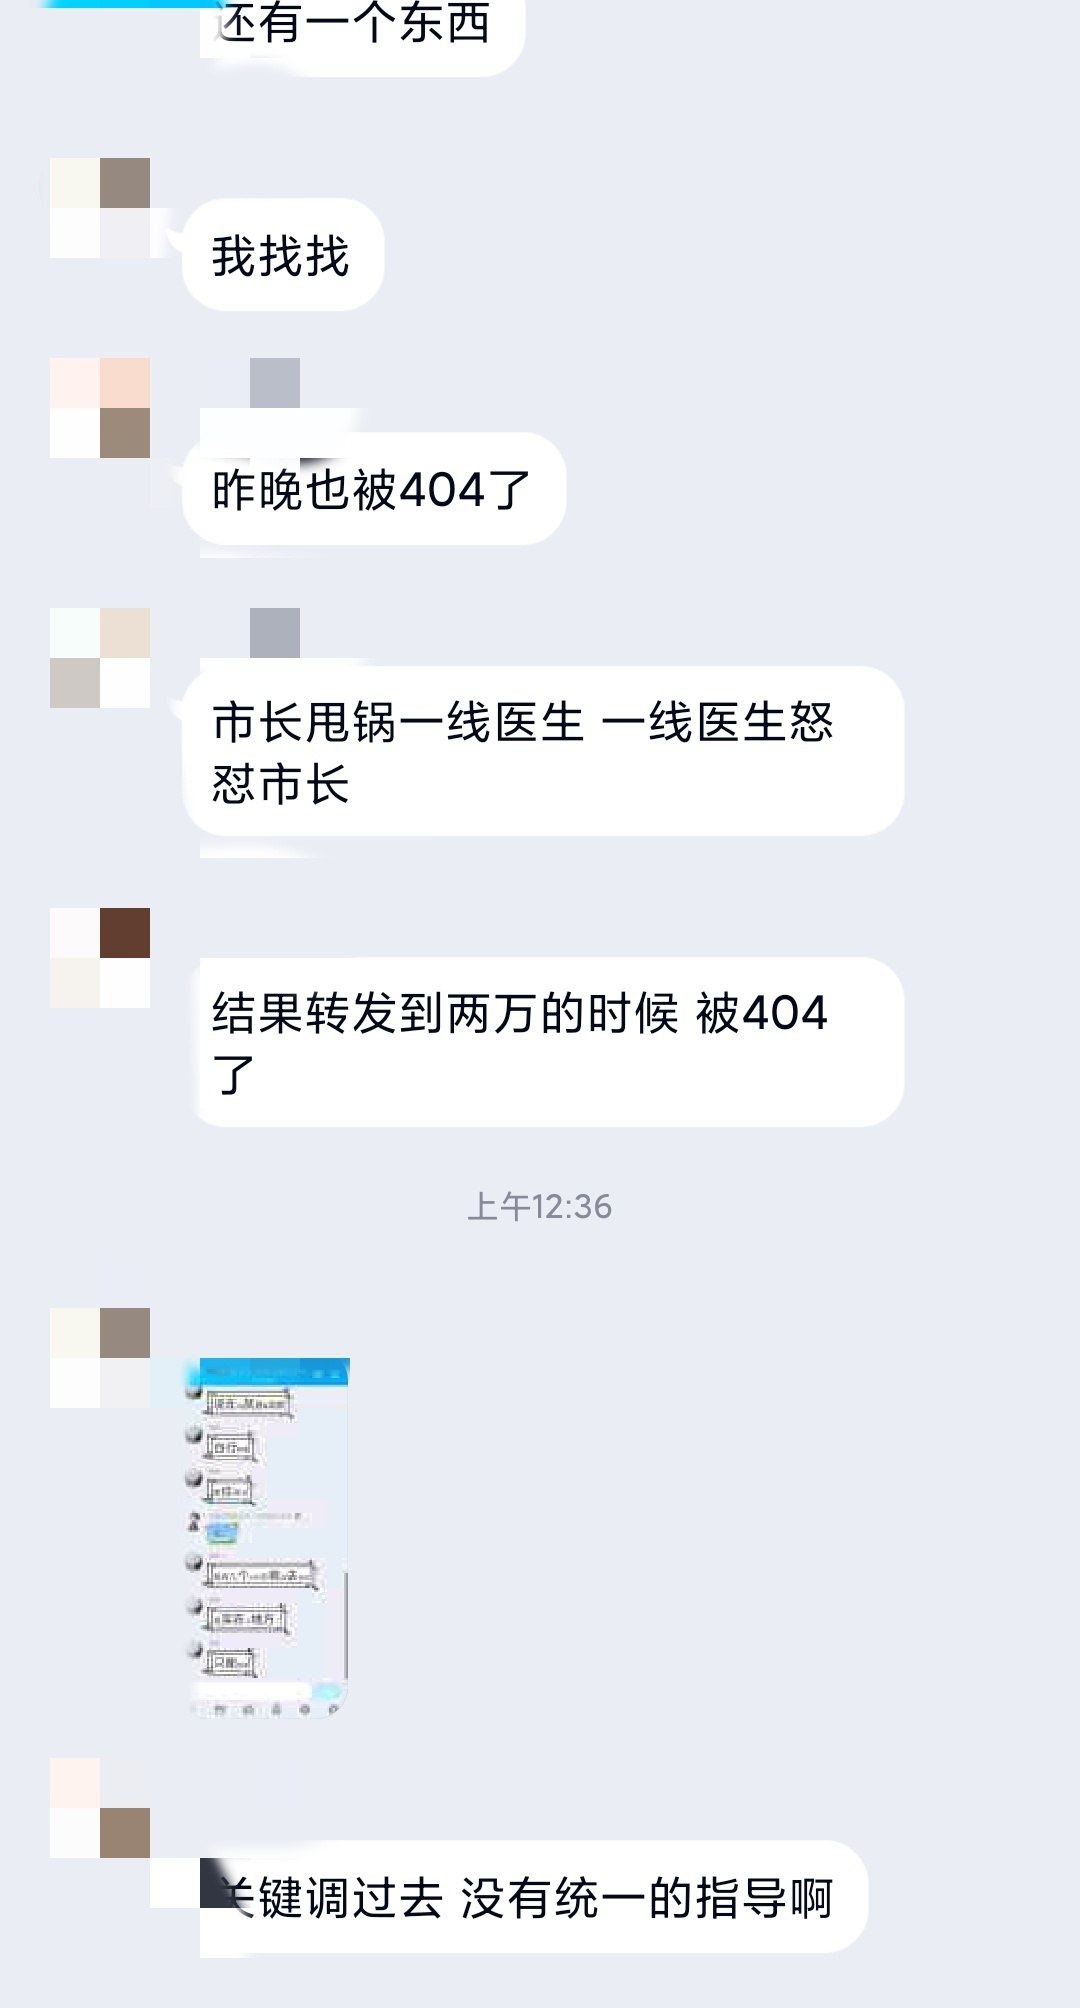 还有一个东西
我找找
昨晚也被404了
市长甩锅一线医生 一线医生怒
怼市长
结果转发到两万的时候 被404
了
上午12:36
关键调过去 没有统一的指导啊